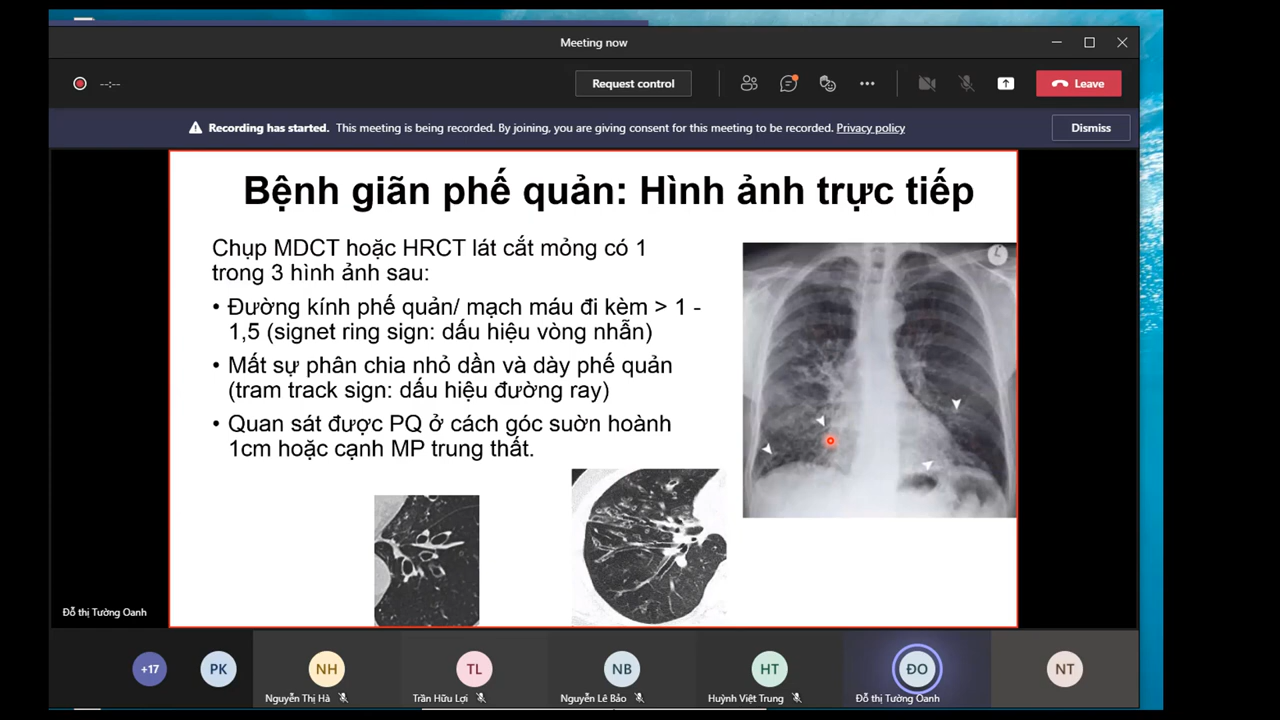 Meeting now
--:--
Request control
Leave
Recording has started. This meeting is being recorded. By joining, you are giving consent for this meeting to be recorded. Privacy policy
Dismiss
Bệnh giãn phế quản: Hình ảnh trực tiếp
Chụp MDCT hoặc HRCT lát cắt mỏng có 1
trong 3 hình ảnh sau:
• Đường kính phế quản/ mạch máu đi kèm > 1 -
1,5 (signet ring sign: dấu hiệu vòng nhẫn)
• Mất sự phân chia nhỏ dần và dày phế quản
(tram track sign: dấu hiệu đường ray)
• Quan sát được PQ ở cách góc suờn hoành
1cm hoặc cạnh MP trung thất.
L
Đỗ thị Tường Oanh
+17
PK
NH
TL
NB
HT
ĐO
NT
Nguyễn Thị Hà
Trần Hữu Lợi
Nguyễn Lê Bảo
Huỳnh Việt Trung
Đỗ thị Tường Oanh